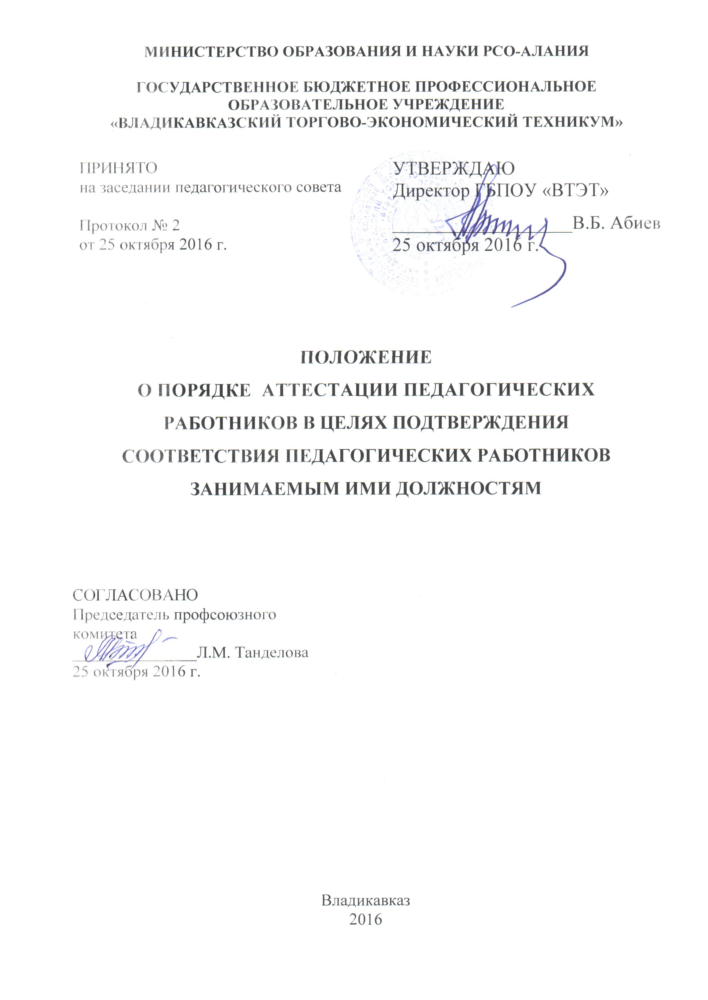 МИНИСТЕРСТВО ОБРАЗОВАНИЯ И НАУКИ РСО-АЛАНИЯ
ГОСУДАРСТВЕННОЕ БЮДЖЕТНОЕ ПРОФЕССИОНАЛЬНОЕ
ОБРАЗОВАТЕЛЬНОЕ УЧРЕЖДЕНИЕ
«ВЛАДИКАВКАЗСКИЙ ТОРГОВО-ЭКОНОМИЧЕСКИЙ ТЕХНИКУМ»
ПРИНЯТО
на заседании педагогического совета
Протокол № 2
от 25 октября 2016 г.
УТВЕРЖДАЮ
Директор ГБПОУ «ВТЭТ»
В.Б. Абиев
25 октября 2016 г.
ПОЛОЖЕНИЕ
О ПОРЯДКЕ АТТЕСТАЦИИ ПЕДАГОГИЧЕСКИХ
РАБОТНИКОВ В ЦЕЛЯХ ПОДТВЕРЖДЕНИЯ
СООТВЕТСТВИЯ ПЕДАГОГИЧЕСКИХ РАБОТНИКОВ
ЗАНИМАЕМЫМ ИМИ ДОЛЖНОСТЯМ
СОГЛАСОВАНО
Председатель профсоюзного
комитета
Л.М. Танделова
25 октября 2016 г.
Владикавказ
2016